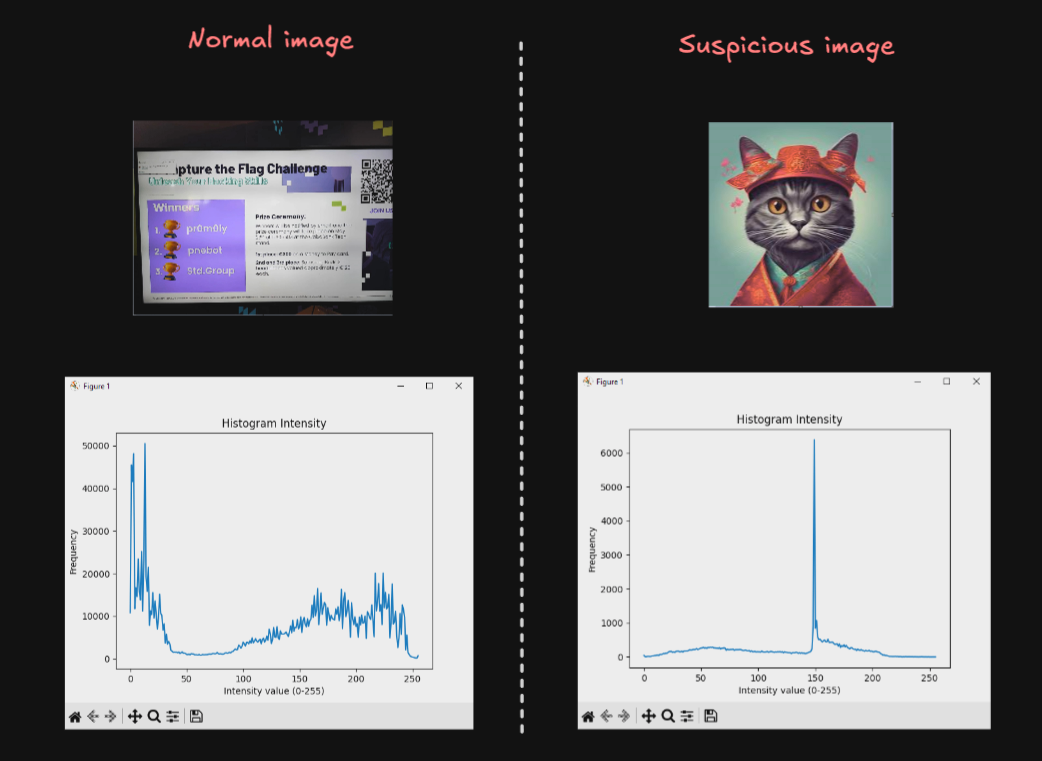 Normal image
Suspicious image
apture the Flag Challenge
Winners
1. pr0m0ly
2. pnebot
3. Std.Group
Prize Ceremony.
JOIN US
Figure 1
Histogram Intensity
Frequency
50000
40000
30000
20000
10000
0
0 50 100 150 200 250
Intensity value (0-255)
Figure 1
Histogram Intensity
Frequency
6000
5000
4000
3000
2000
1000
0
0 50 100 150 200 250
Intensity value (0-255)